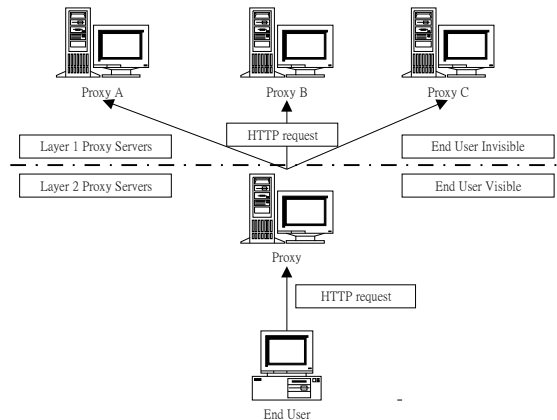 Proxy A
Proxy B
Proxy C
HTTP request
Layer 1 Proxy Servers
End User Invisible
Layer 2 Proxy Servers
End User Visible
Proxy
HTTP request
End User